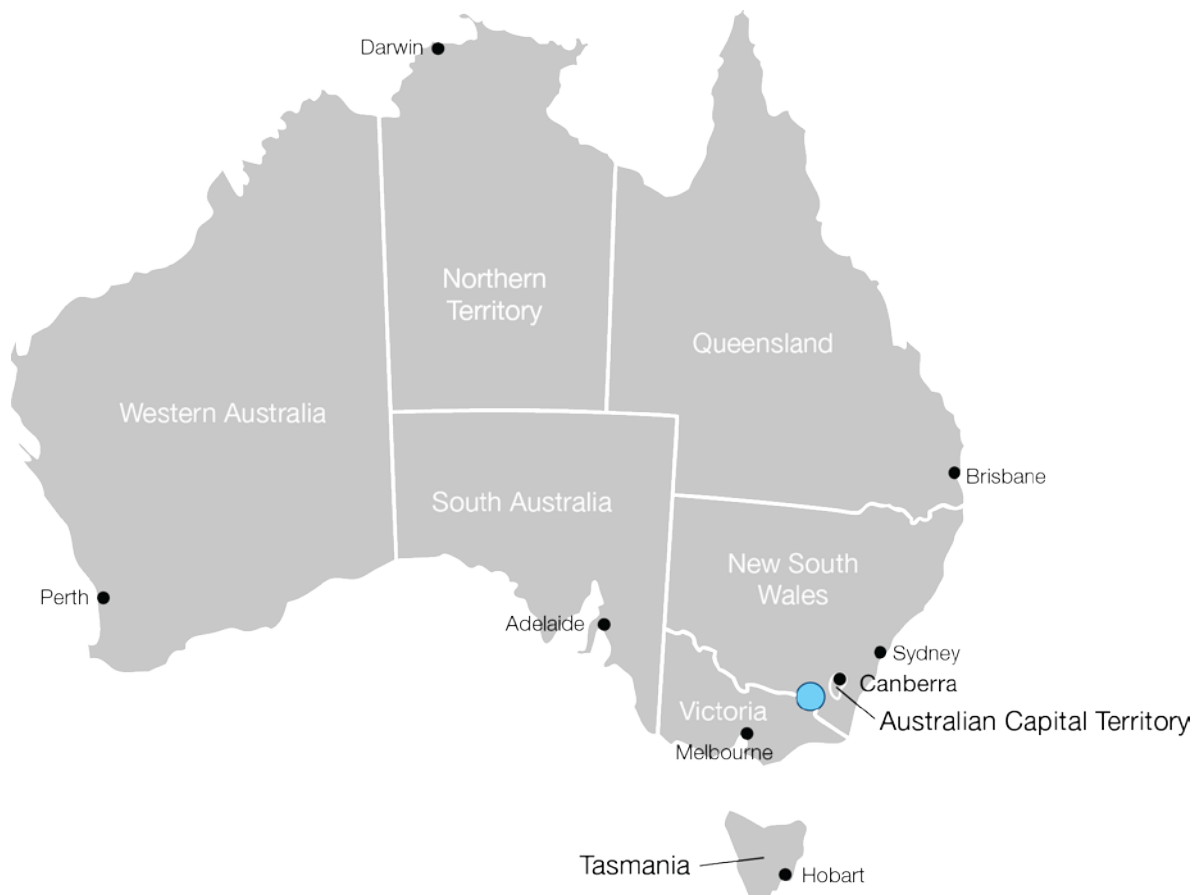 Darwin
Northern
Territory
Queensland
Western Australia
Brisbane
South Australia
New South
Wales
Perth
Adelaide
Sydney
Canberra
Victoria
Australian Capital Territory
Melbourne
Tasmania
Hobart